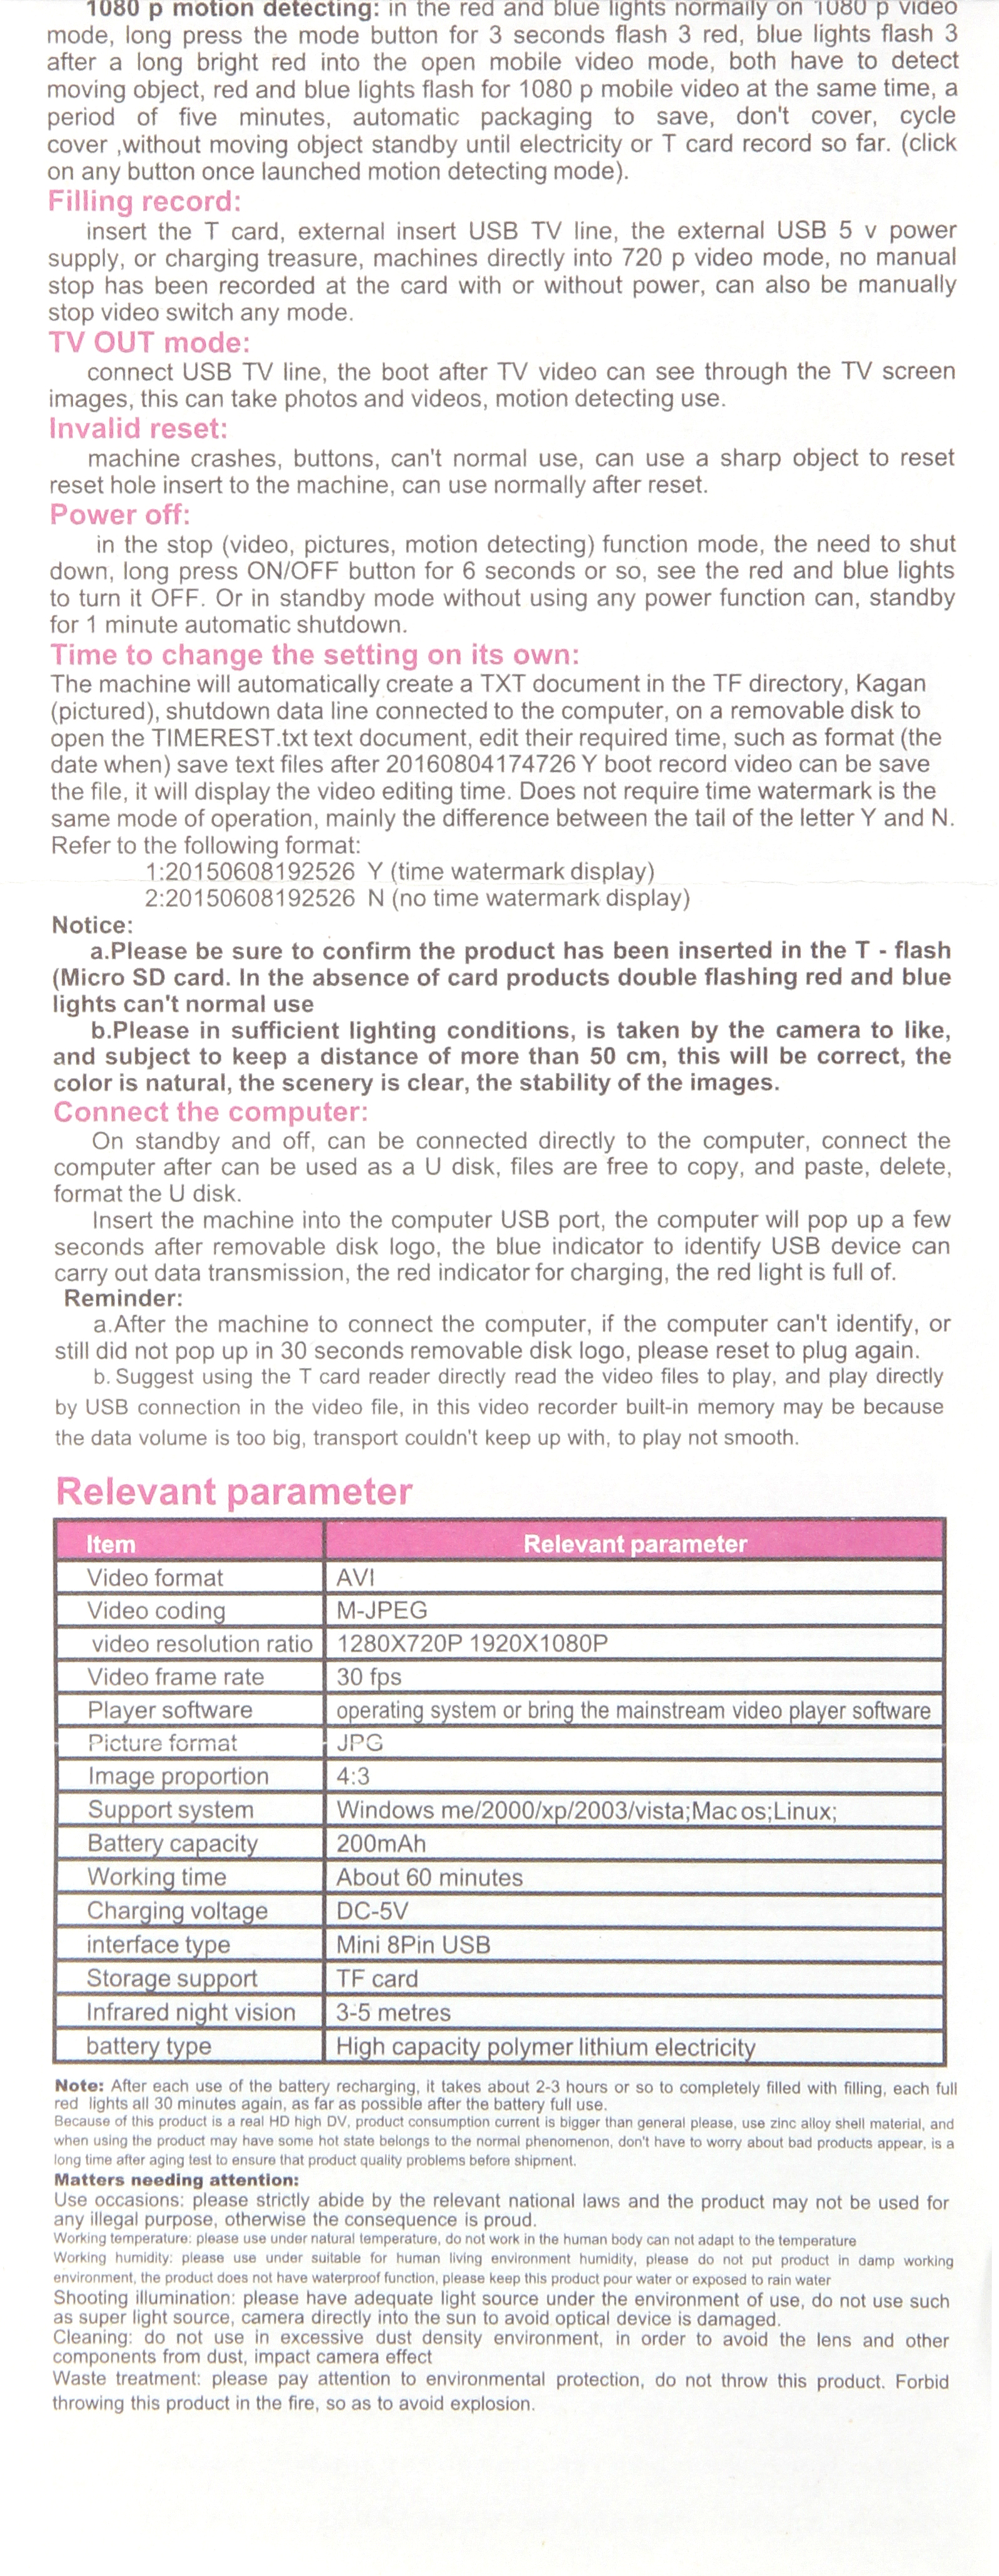 1080 p motion detecting: in the red and blue lights normally on 1080 p video
mode, long press the mode button for 3 seconds flash 3 red, blue lights flash 3
after a long bright red into the open mobile video mode, both have to detect
moving object, red and blue lights flash for 1080 p mobile video at the same time, a
period of five minutes, automatic packaging to save, don't cover, cycle
cover ,without moving object standby until electricity or T card record so far. (click
on any button once launched motion detecting mode).
Filling record:
insert the T card, external insert USB TV line, the external USB 5 v power
supply, or charging treasure, machines directly into 720 p video mode, no manual
stop has been recorded at the card with or without power, can also be manually
stop video switch any mode.
TV OUT mode:
connect USB TV line, the boot after TV video can see through the TV screen
images, this can take photos and videos, motion detecting use.
Invalid reset:
machine crashes, buttons, can't normal use, can use a sharp object to reset
reset hole insert to the machine, can use normally after reset.
Power off:
in the stop (video, pictures, motion detecting) function mode, the need to shut
down, long press ON/OFF button for 6 seconds or so, see the red and blue lights
to turn it OFF. Or in standby mode without using any power function can, standby
for 1 minute automatic shutdown.
Time to change the setting on its own:
The machine will automatically create a TXT document in the TF directory, Kagan
(pictured), shutdown data line connected to the computer, on a removable disk to
open the TIMEREST.txt text document, edit their required time, such as format (the
date when) save text files after 20160804174726 Y boot record video can be save
the file, it will display the video editing time. Does not require time watermark is the
same mode of operation, mainly the difference between the tail of the letter Y and N.
Refer to the following format:
1:20150608192526 Y (time watermark display)
2:20150608192526 N (no time watermark display)
Notice:
a.Please be sure to confirm the product has been inserted in the T - flash
(Micro SD card. In the absence of card products double flashing red and blue
lights can't normal use
b.Please in sufficient lighting conditions, is taken by the camera to like,
and subject to keep a distance of more than 50 cm, this will be correct, the
color is natural, the scenery is clear, the stability of the images.
Connect the computer:
On standby and off, can be connected directly to the computer, connect the
computer after can be used as a U disk, files are free to copy, and paste, delete,
format the U disk.
Insert the machine into the computer USB port, the computer will pop up a few
seconds after removable disk logo, the blue indicator to identify USB device can
carry out data transmission, the red indicator for charging, the red light is full of.
Reminder:
a.After the machine to connect the computer, if the computer can't identify, or
still did not pop up in 30 seconds removable disk logo, please reset to plug again.
b. Suggest using the T card reader directly read the video files to play, and play directly
by USB connection in the video file, in this video recorder built-in memory may be because
the data volume is too big, transport couldn't keep up with, to play not smooth.
Relevant parameter
Item Relevant parameter
Video format AVI
Video coding M-JPEG
video resolution ratio 1280X720P 1920X1080P
Video frame rate 30 fps
Player software operating system or bring the mainstream video player software
Picture format JPG
Image proportion 4:3
Support system Windows me/2000/xp/2003/vista;Mac os;Linux;
Battery capacity 200mAh
Working time About 60 minutes
Charging voltage DC-5V
interface type Mini 8Pin USB
Storage support TF card
Infrared night vision 3-5 metres
battery type High capacity polymer lithium electricity
Note: After each use of the battery recharging, it takes about 2-3 hours or so to completely filled with filling, each full
red lights all 30 minutes again, as far as possible after the battery full use.
Because of this product is a real HD high DV, product consumption current is bigger than general please, use zinc alloy shell material, and
when using the product may have some hot state belongs to the normal phenomenon, don't have to worry about bad products appear, is a
long time after aging test to ensure that product quality problems before shipment.
Matters needing attention:
Use occasions: please strictly abide by the relevant national laws and the product may not be used for
any illegal purpose, otherwise the consequence is proud.
Working temperature: please use under natural temperature, do not work in the human body can not adapt to the temperature
Working humidity: please use under suitable for human living environment humidity, please do not put product in damp working
environment, the product does not have waterproof function, please keep this product pour water or exposed to rain water
Shooting illumination: please have adequate light source under the environment of use, do not use such
as super light source, camera directly into the sun to avoid optical device is damaged.
Cleaning: do not use in excessive dust density environment, in order to avoid the lens and other
components from dust, impact camera effect
Waste treatment: please pay attention to environmental protection, do not throw this product. Forbid
throwing this product in the fire, so as to avoid explosion.